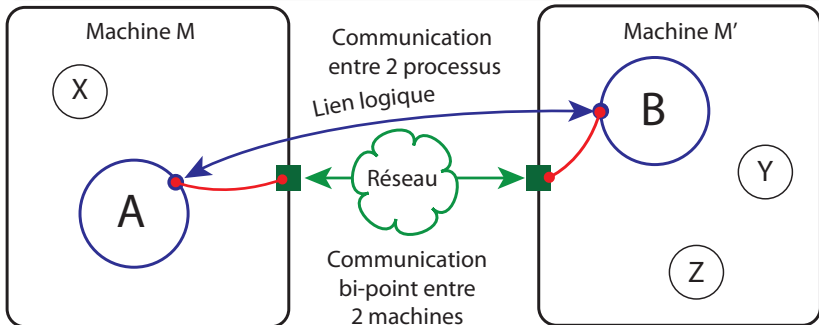 Machine M
Communication
entre 2 processus
Lien logique
Machine M'
X
B
A
Réseau
Y
Z
Communication
bi-point entre
2 machines